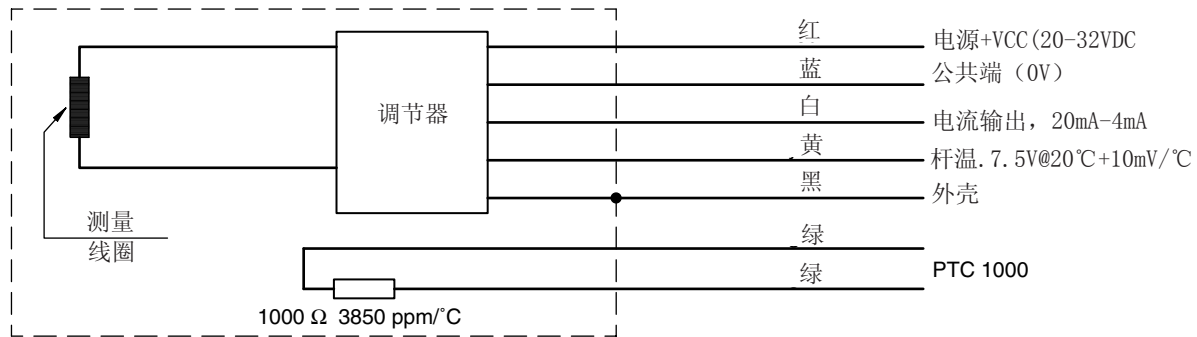 红
电源+VCC(20-32VDC
蓝
公共端（0V）
调节器
白
电流输出，20mA-4mA
黄
杆温.7.5V@20℃+10mV/℃
黑
外壳
测量
线圈
绿
绿
PTC 1000
1000 Ω 3850 ppm/°C